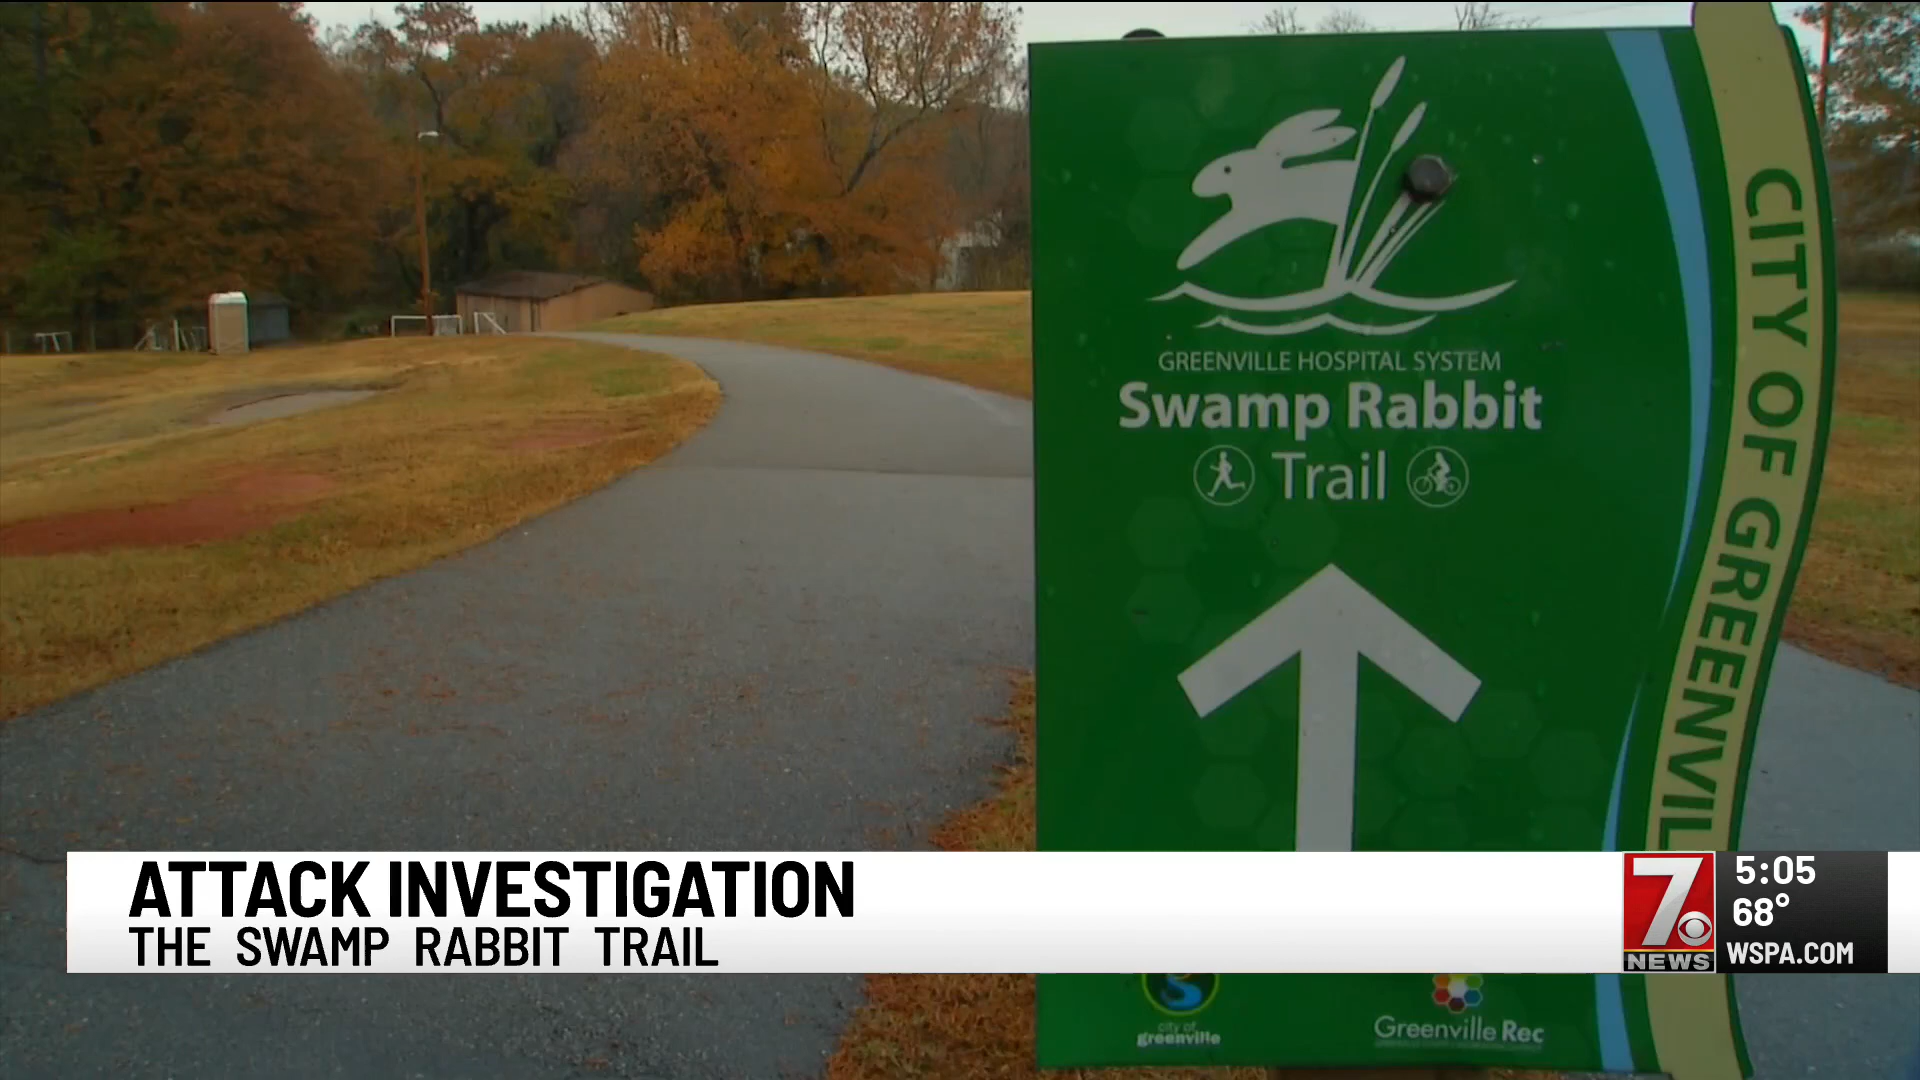 GREENVILLE HOSPITAL SYSTEM
Swamp Rabbit
Trail
CITY OF GREENVIL
ATTACK INVESTIGATION
THE SWAMP RABBIT TRAIL
7
NEWS
5:05
68°
WSPA.COM
city of
greenville
Greenville Rec